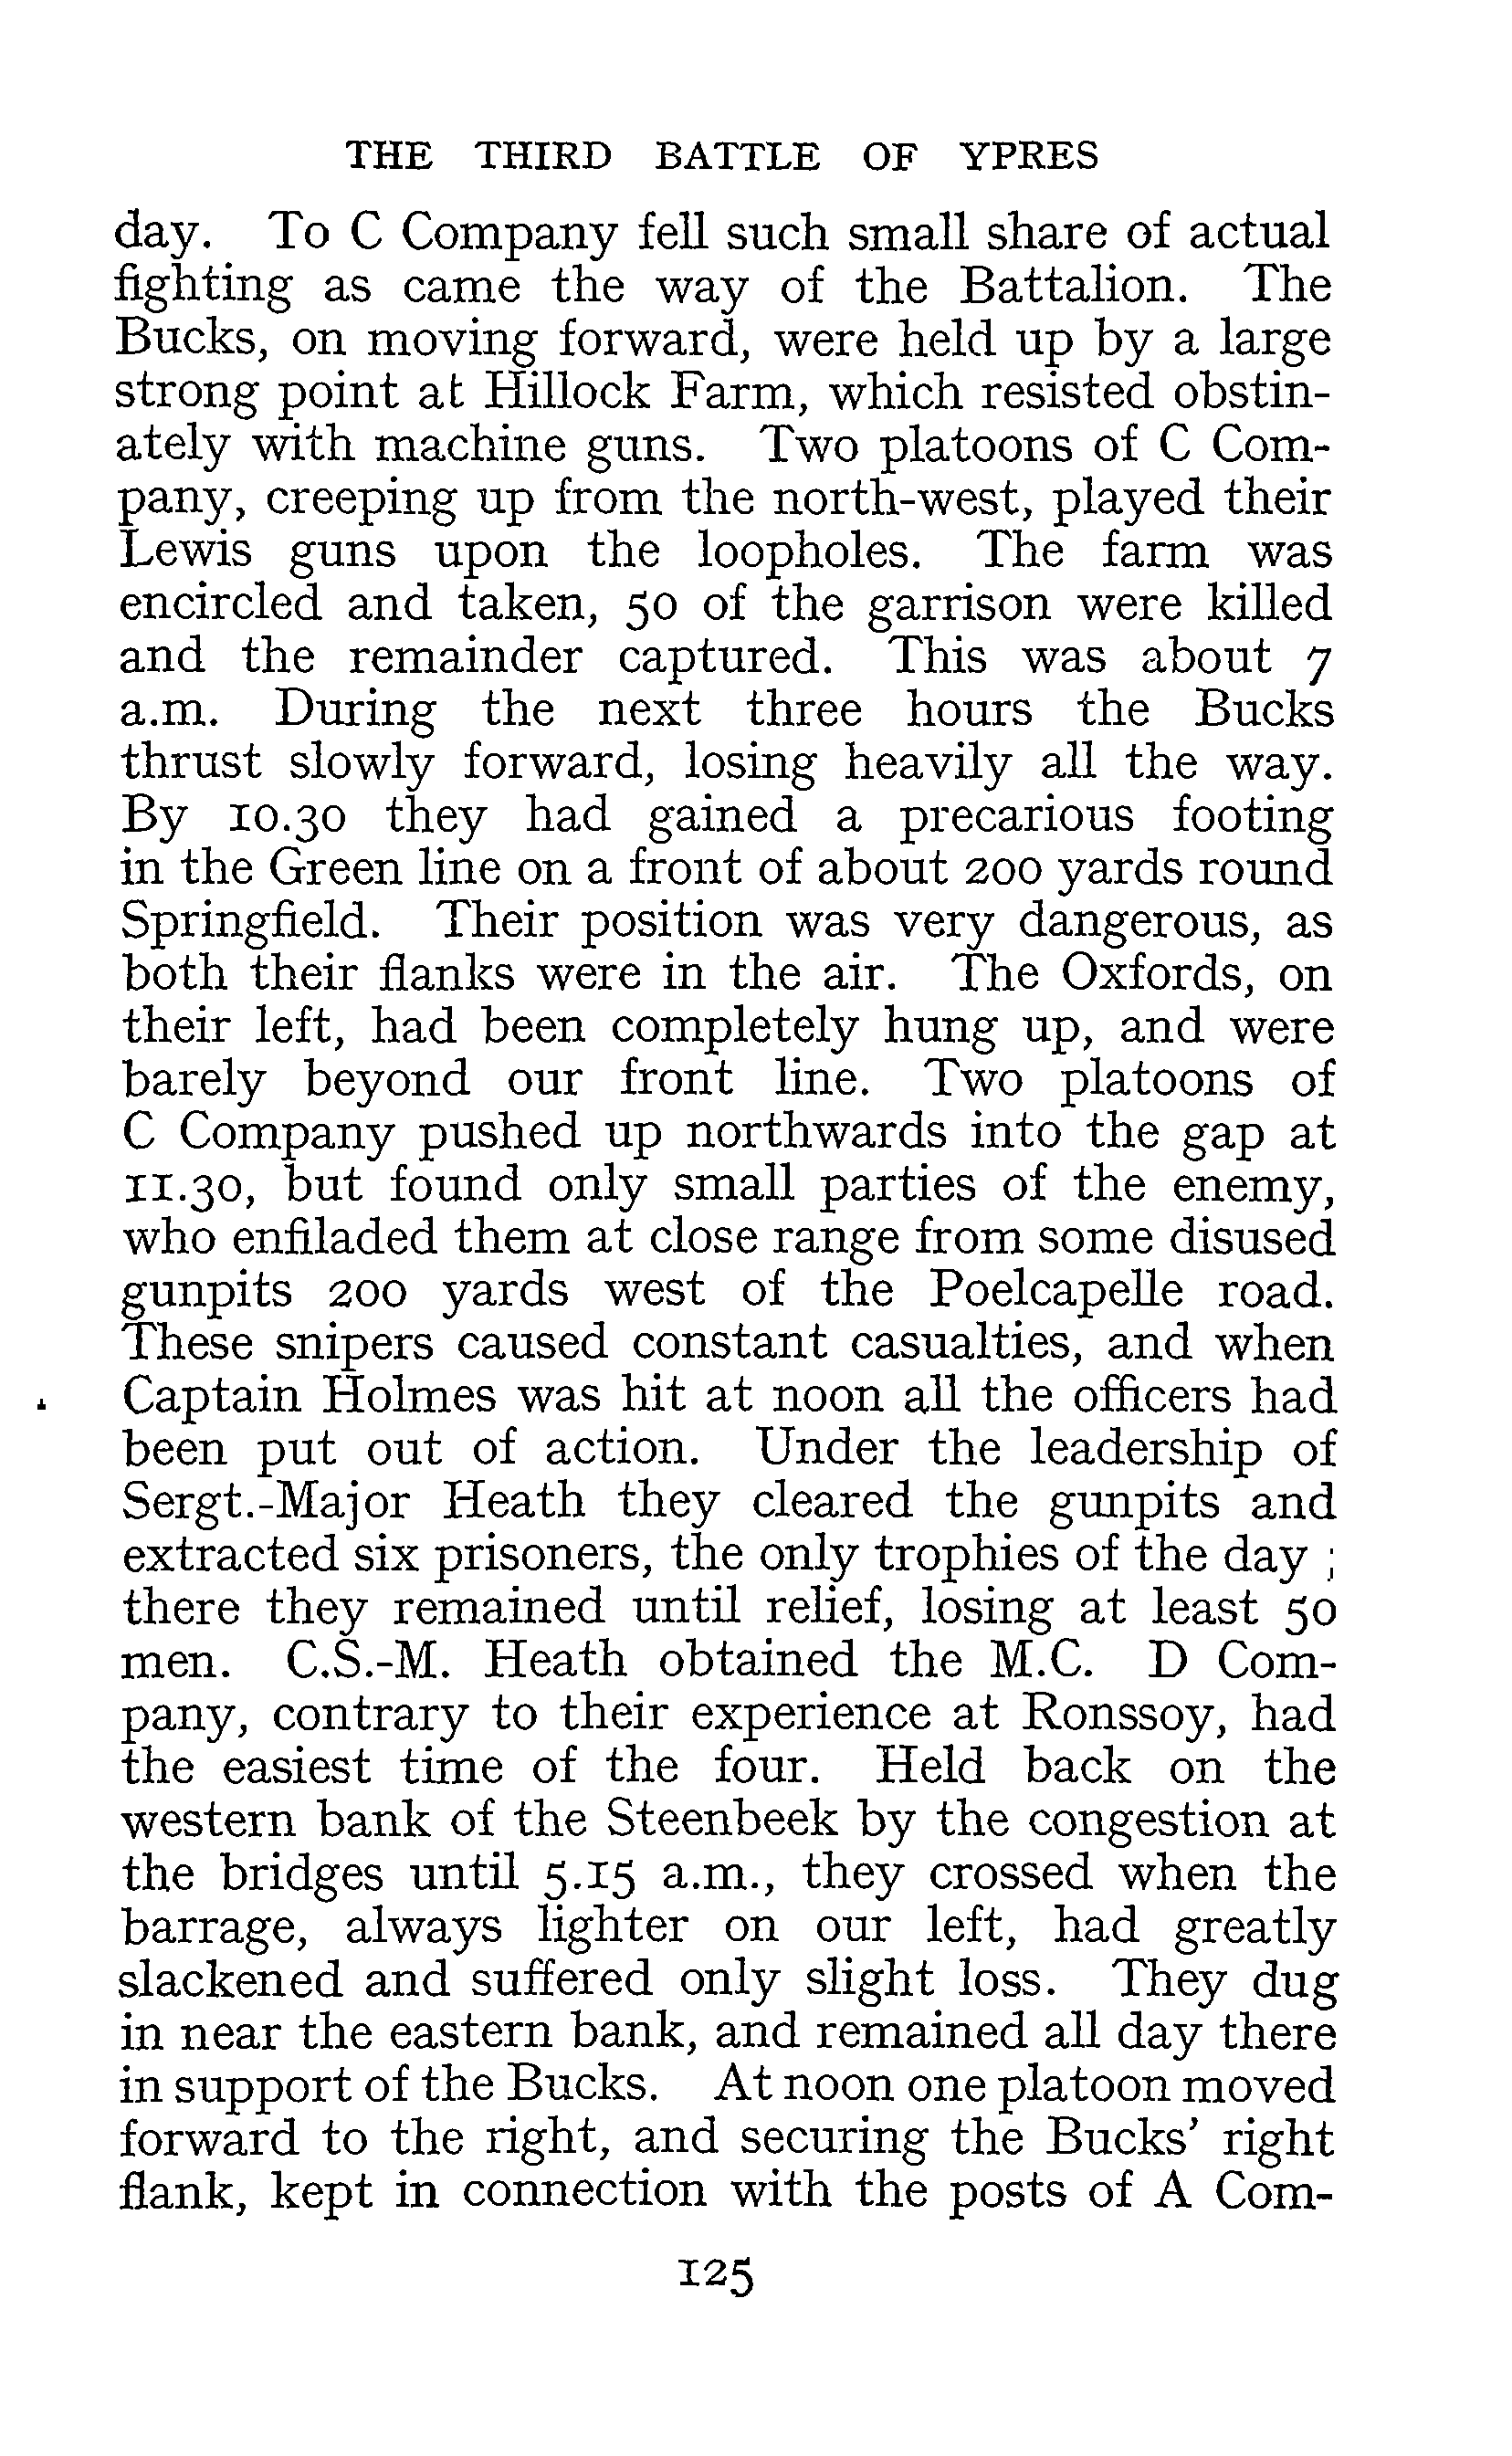 THE THIRD BATTLE OF YPRES
day. To C Company fell such small share of actual
fighting as came the way of the Battalion. The
Bucks, on moving forward, were held up by a large
strong point at Hillock Farm, which resisted obstin-
ately with machine guns. Two platoons of C Com-
pany, creeping up from the north-west, played their
Lewis guns upon the loopholes. The farm was
encircled and taken, 50 of the garrison were killed
and the remainder captured. This was about 7
a.m. During the next three hours the Bucks
thrust slowly forward, losing heavily all the way.
By 10.30 they had gained a precarious footing
in the Green line on a front of about 200 yards round
Springfield. Their position was very dangerous, as
both their flanks were in the air. The Oxfords, on
their left, had been completely hung up, and were
barely beyond our front line. Two platoons of
C Company pushed up northwards into the gap at
11.30, but found only small parties of the enemy,
who enfiladed them at close range from some disused
gunpits 200 yards west of the Poelcapelle road.
These snipers caused constant casualties, and when
Captain Holmes was hit at noon all the officers had
been put out of action. Under the leadership of
Sergt.-Major Heath they cleared the gunpits and
extracted six prisoners, the only trophies of the day ;
there they remained until relief, losing at least 50
men. C.S.-M. Heath obtained the M.C. D Com-
pany, contrary to their experience at Ronssoy, had
the easiest time of the four. Held back on the
western bank of the Steenbeek by the congestion at
the bridges until 5.15 a.m., they crossed when the
barrage, always lighter on our left, had greatly
slackened and suffered only slight loss. They dug
in near the eastern bank, and remained all day there
in support of the Bucks. At noon one platoon moved
forward to the right, and securing the Bucks' right
flank, kept in connection with the posts of A Com-
125